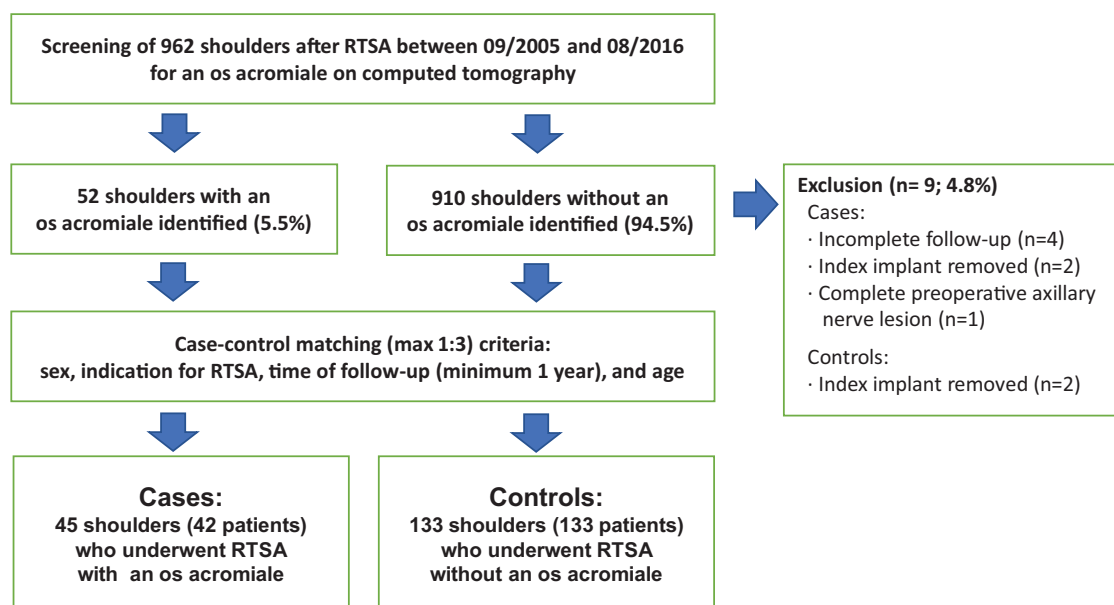 Screening of 962 shoulders after RTSA between 09/2005 and 08/2016
for an os acromiale on computed tomography
52 shoulders with an
os acromiale identified (5.5%)
910 shoulders without an
os acromiale identified (94.5%)
Exclusion (n= 9; 4.8%)
Cases:
· Incomplete follow-up (n=4)
· Index implant removed (n=2)
· Complete preoperative axillary
nerve lesion (n=1)
Controls:
· Index implant removed (n=2)
Case-control matching (max 1:3) criteria:
sex, indication for RTSA, time of follow-up (minimum 1 year), and age
Cases:
45 shoulders (42 patients)
who underwent RTSA
with an os acromiale
Controls:
133 shoulders (133 patients)
who underwent RTSA
without an os acromiale